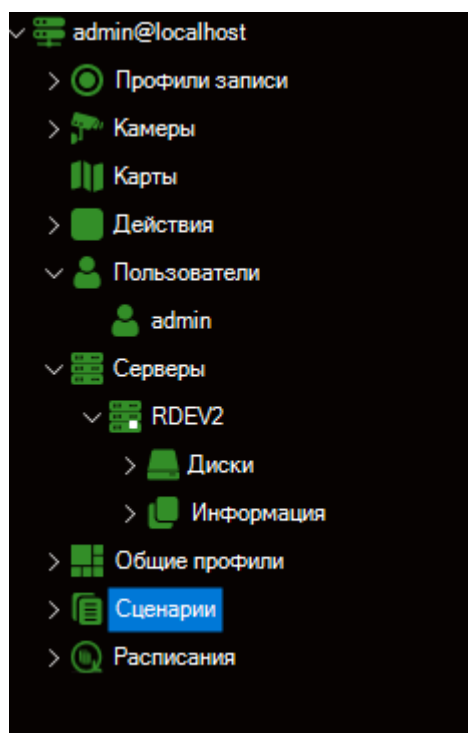 admin@localhost
Профили записи
Камеры
Карты
Действия
Пользователи
admin
Серверы
RDEV2
Диски
Информация
Общие профили
Сценарии
Расписания